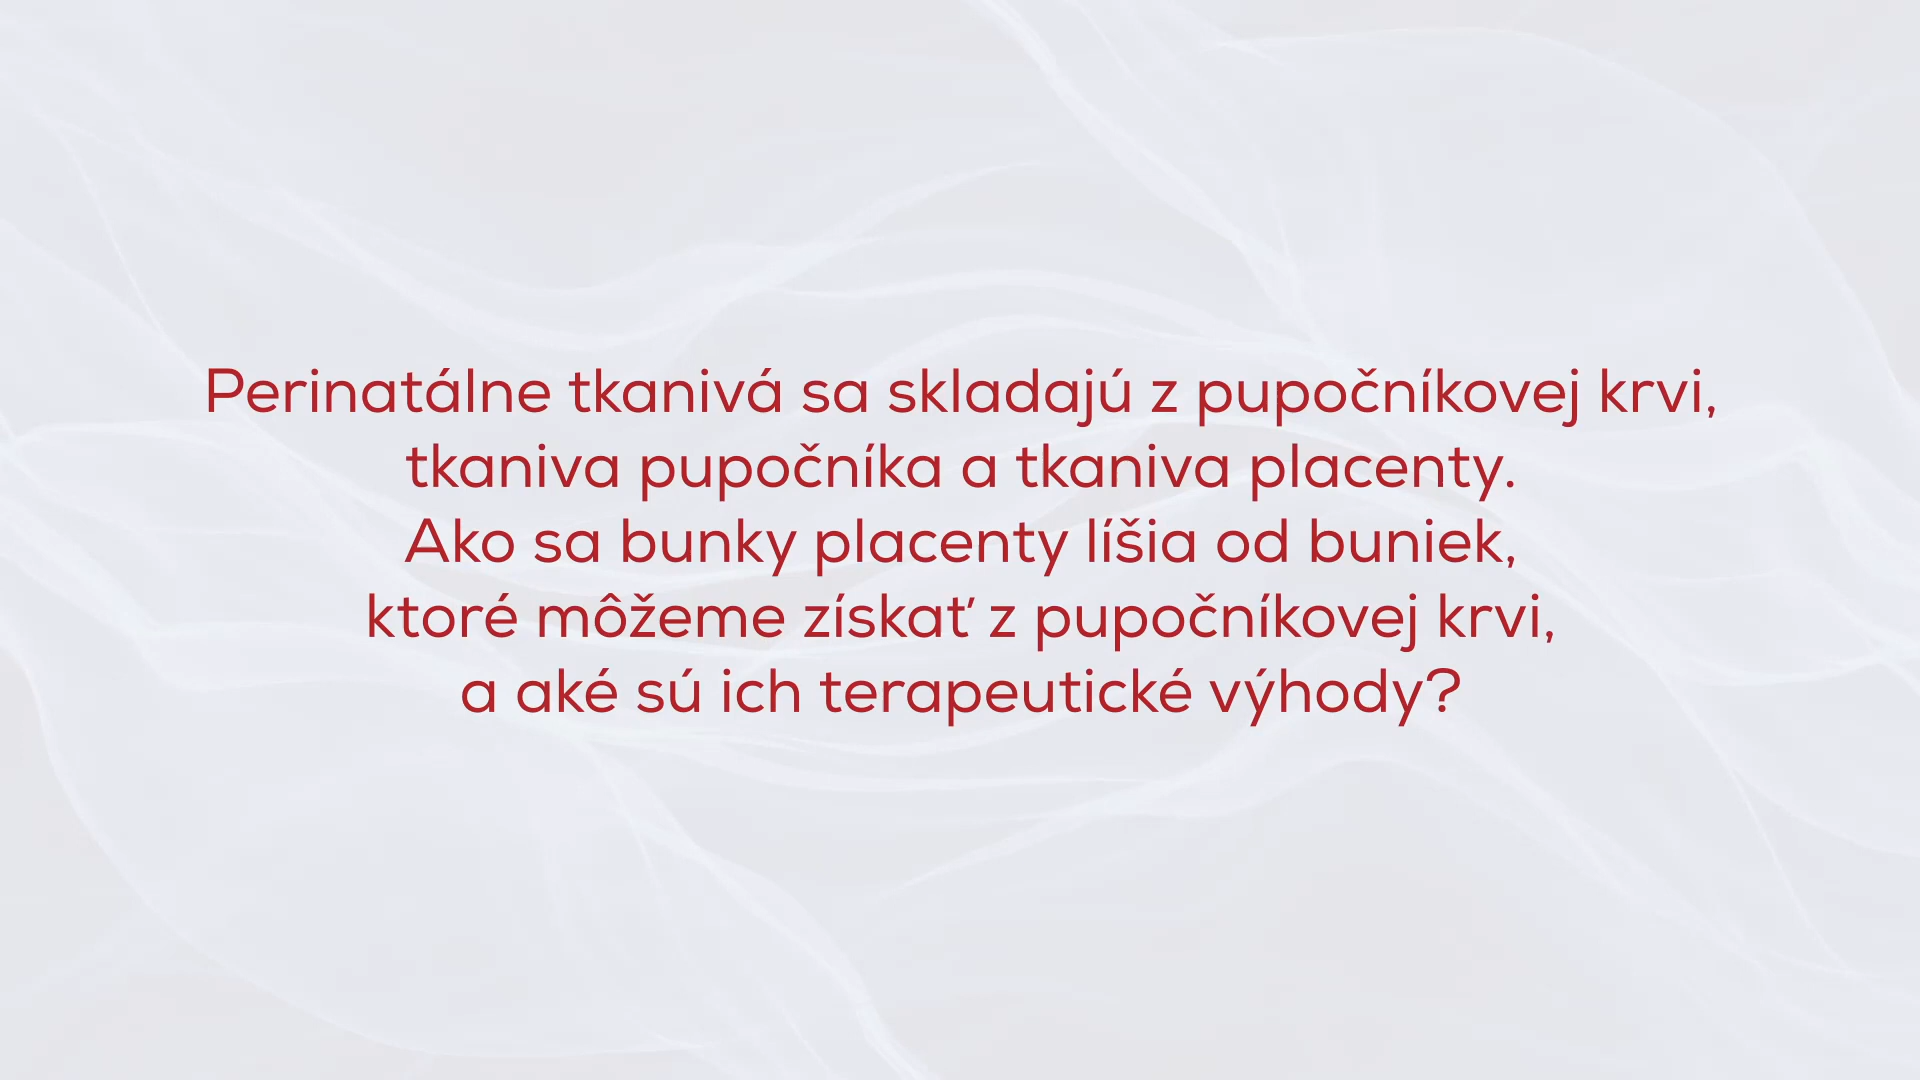 Perinatálne tkanivá sa skladajú z pupočníkovej krvi,
tkaniva pupočníka a tkaniva placenty.
Ako sa bunky placenty líšia od buniek,
ktoré môžeme získať z pupočníkovej krvi,
a aké sú ich terapeutické výhody?